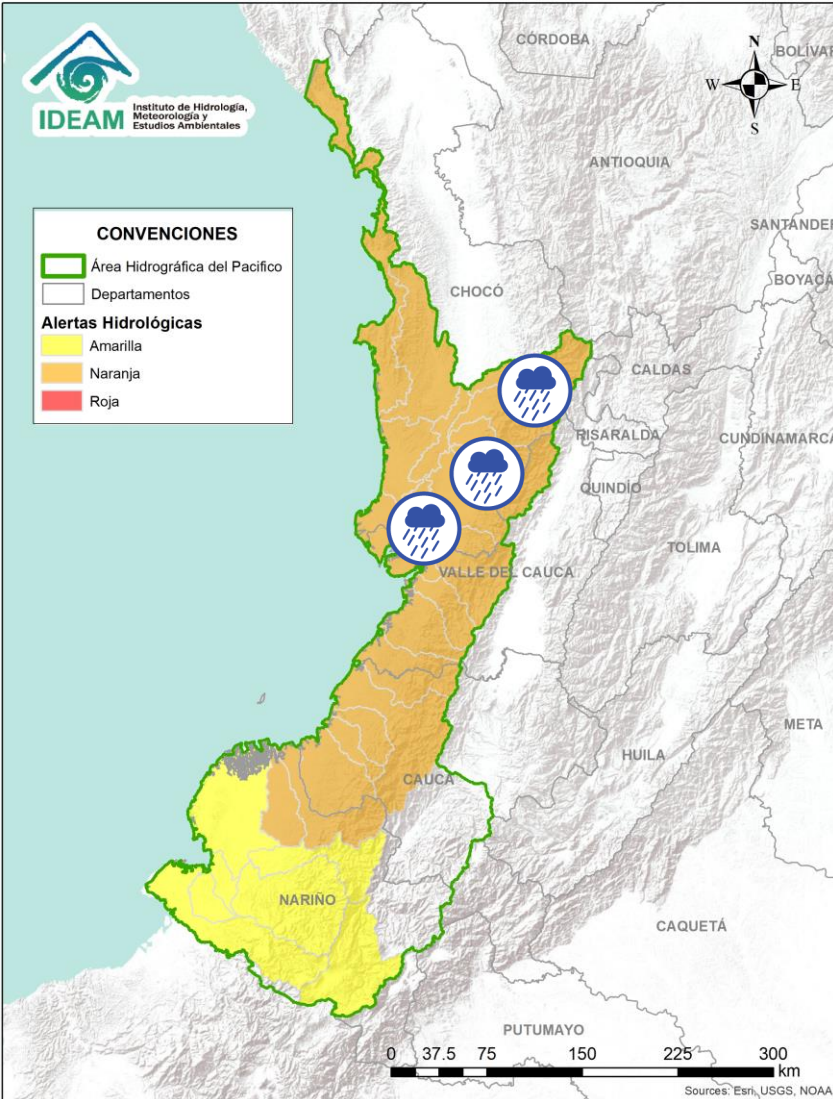 IDEAM
Instituto de Hidrología,
Meteorología y
Estudios Ambientales
CONVENCIONES
Área Hidrográfica del Pacifico
Departamentos
Alertas Hidrológicas
Amarilla
Naranja
Roja
N
W E
S
CÓRDOBA
BOLÍVAR
ANTIOQUIA
SANTANDER
BOYACÁ
CHOCÓ
CALDAS
RISARALDA
CUNDINAMARCA
QUINDÍO
TOLIMA
VALLE DEL CAUCA
META
HUILA
CAUCA
NARIÑO
CAQUETÁ
PUTUMAYO
0 37.5 75 150 225 300
km
Sources: Esri, USGS, NOAA